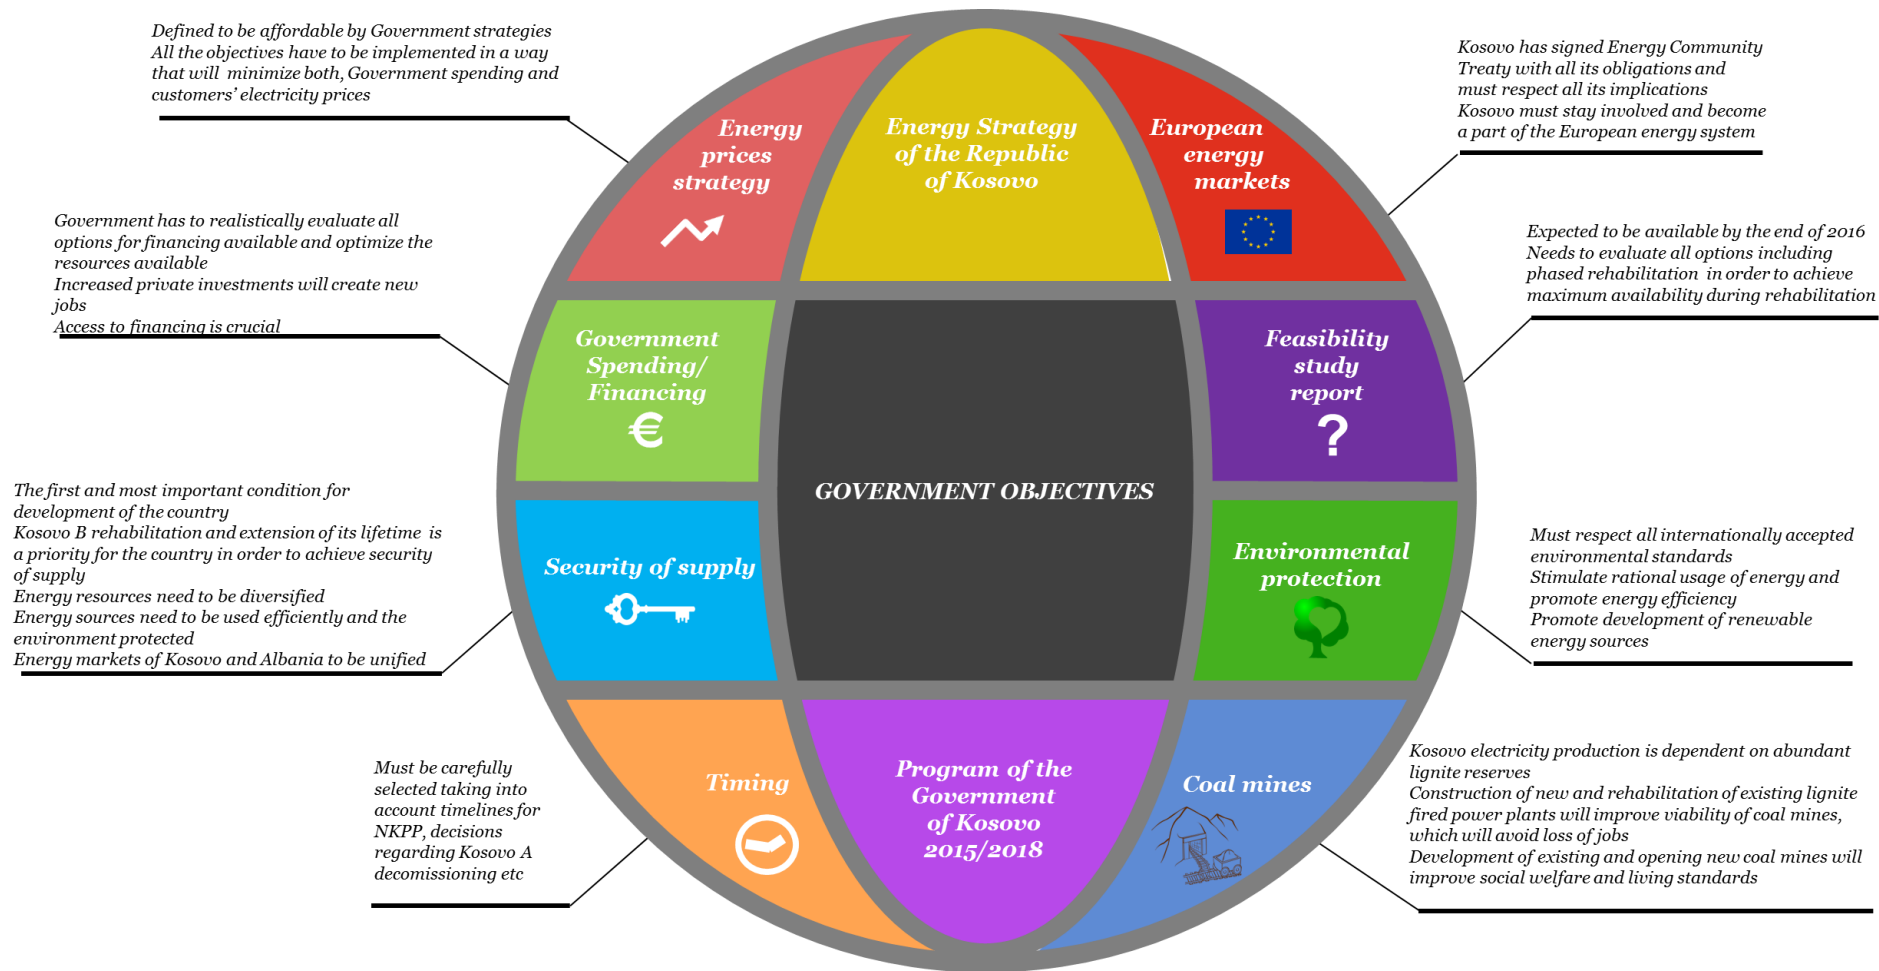 Defined to be affordable by Government strategies
All the objectives have to be implemented in a way
that will minimize both, Government spending and
customers' electricity prices
Kosovo has signed Energy Community
Treaty with all its obligations and
must respect all its implications
Kosovo must stay involved and become
a part of the European energy system
Energy
prices
strategy
Energy Strategy
of the Republic
of Kosovo
European
energy
markets
Government has to realistically evaluate all
options for financing available and optimize the
resources available
Increased private investments will create new
jobs
Access to financing is crucial
Expected to be available by the end of 2016
Needs to evaluate all options including
phased rehabilitation in order to achieve
maximum availability during rehabilitation
Government
Spending/
Financing
€
Feasibility
study
report
?
GOVERNMENT OBJECTIVES
The first and most important condition for
development of the country
Kosovo B rehabilitation and extension of its lifetime is
a priority for the country in order to achieve security
of supply
Energy resources need to be diversified
Energy sources need to be used efficiently and the
environment protected
Energy markets of Kosovo and Albania to be unified
Security of supply
Environmental
protection
Must respect all internationally accepted
environmental standards
Stimulate rational usage of energy and
promote energy efficiency
Promote development of renewable
energy sources
Must be carefully
selected taking into
account timelines for
NKPP, decisions
regarding Kosovo A
decomissioning etc
Timing
Program of the
Government
of Kosovo
2015/2018
Coal mines
Kosovo electricity production is dependent on abundant
lignite reserves
Construction of new and rehabilitation of existing lignite
fired power plants will improve viability of coal mines,
which will avoid loss of jobs
Development of existing and opening new coal mines will
improve social welfare and living standards